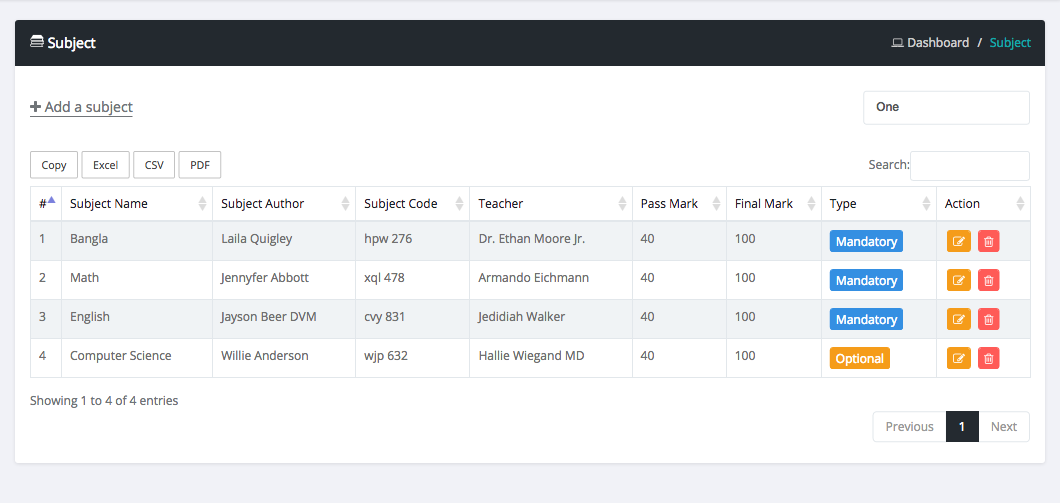 Subject
Dashboard / Subject
Add a subject
One
Copy Excel CSV PDF
Search:
# Subject Name Subject Author Subject Code Teacher Pass Mark Final Mark Type Action
1 Bangla Laila Quigley hpw 276 Dr. Ethan Moore Jr. 40 100 Mandatory
2 Math Jennyfer Abbott xql 478 Armando Eichmann 40 100 Mandatory
3 English Jayson Beer DVM cvy 831 Jedidiah Walker 40 100 Mandatory
4 Computer Science Willie Anderson wjp 632 Hallie Wiegand MD 40 100 Optional
Showing 1 to 4 of 4 entries
Previous 1 Next